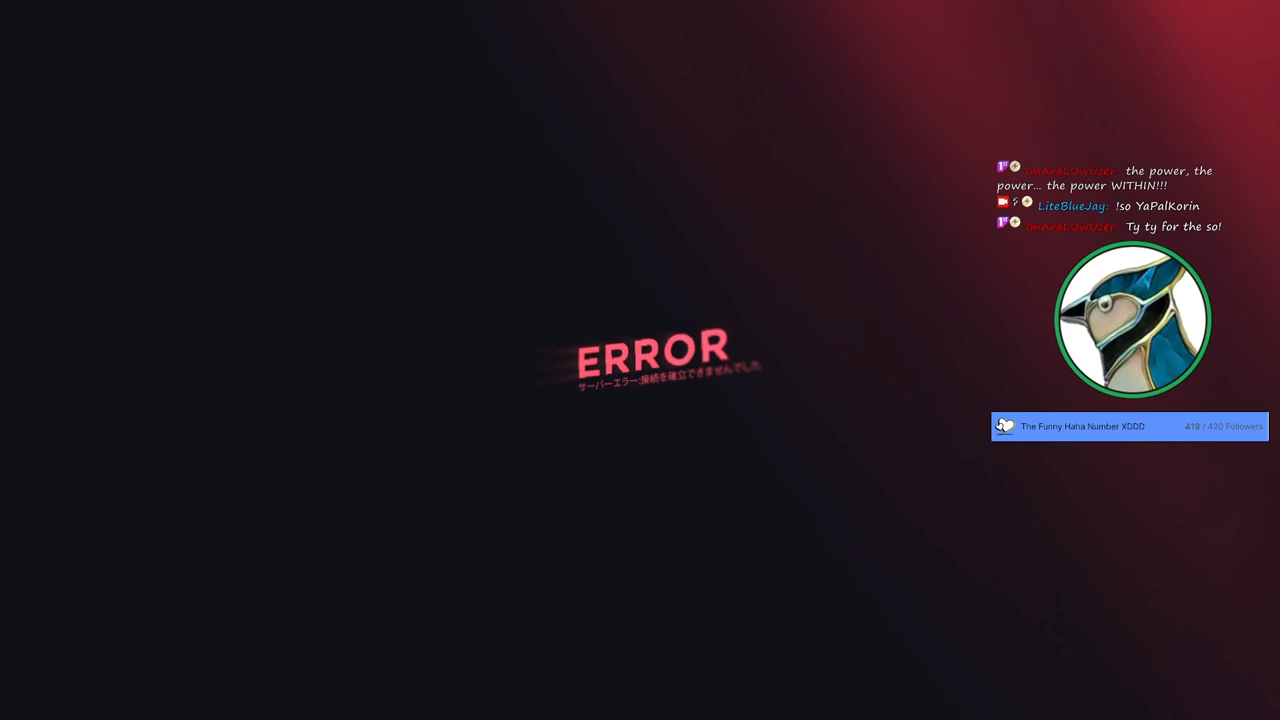 ImAraLUwUzer the power, the
power... the power WITHIN!!!
LiteBlueJay: !so YaPalKorin
ImAraLUwUzer Ty ty for the so!
ERROR
サーバーエラー:接続を確立できませんでした
The Funny Haha Number XDDD 419 / 420 Followers